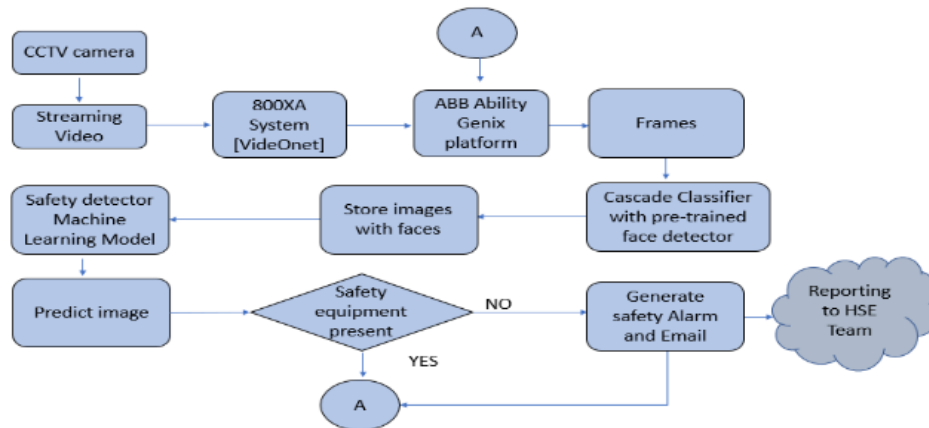 A
CCTV camera
Streaming
Video
800XA
System
[VideOnet]
ABB Ability
Genix
platform
Frames
Safety detector
Machine
Learning Model
Store images
with faces
Cascade Classifier
with pre-trained
face detector
Predict image
Safety
equipment
present
NO
YES
Generate
safety Alarm
and Email
Reporting
to HSE
Team
A